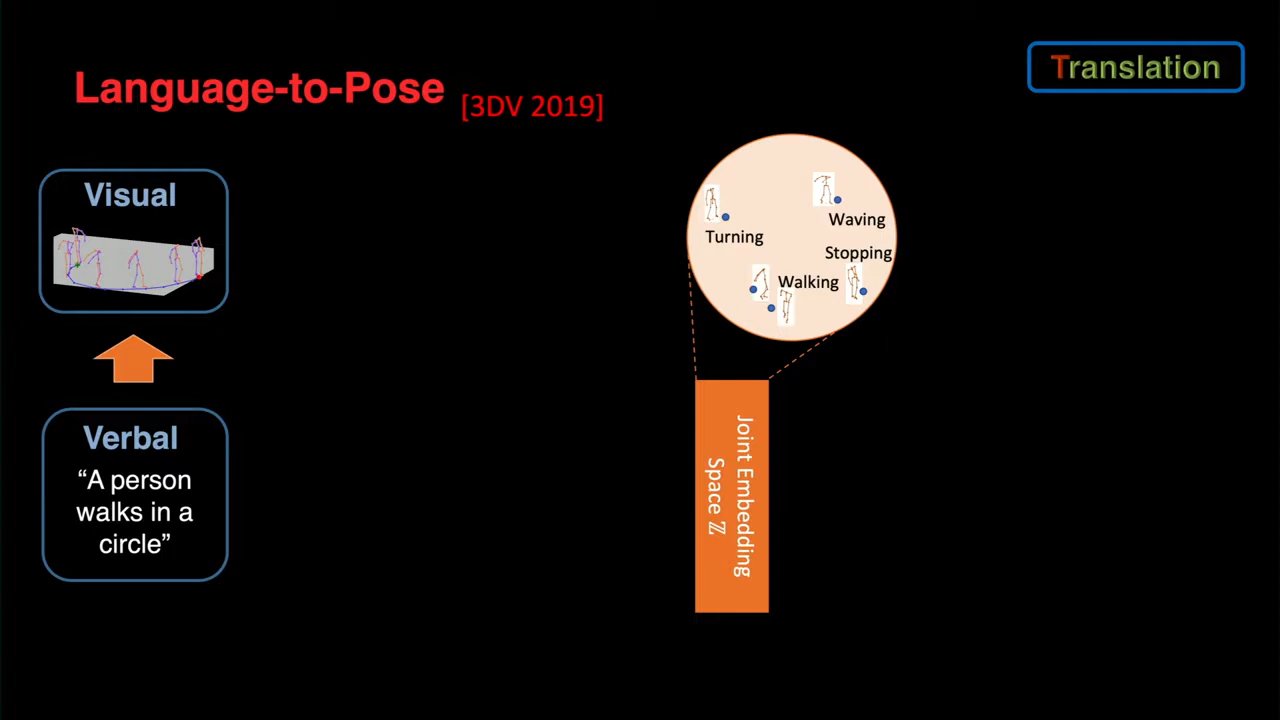 Language-to-Pose [3DV 2019]
Translation
Visual
Verbal
“A person
walks in a
circle”
Turning
Waving
Stopping
Walking
Joint Embedding
Space ℤ